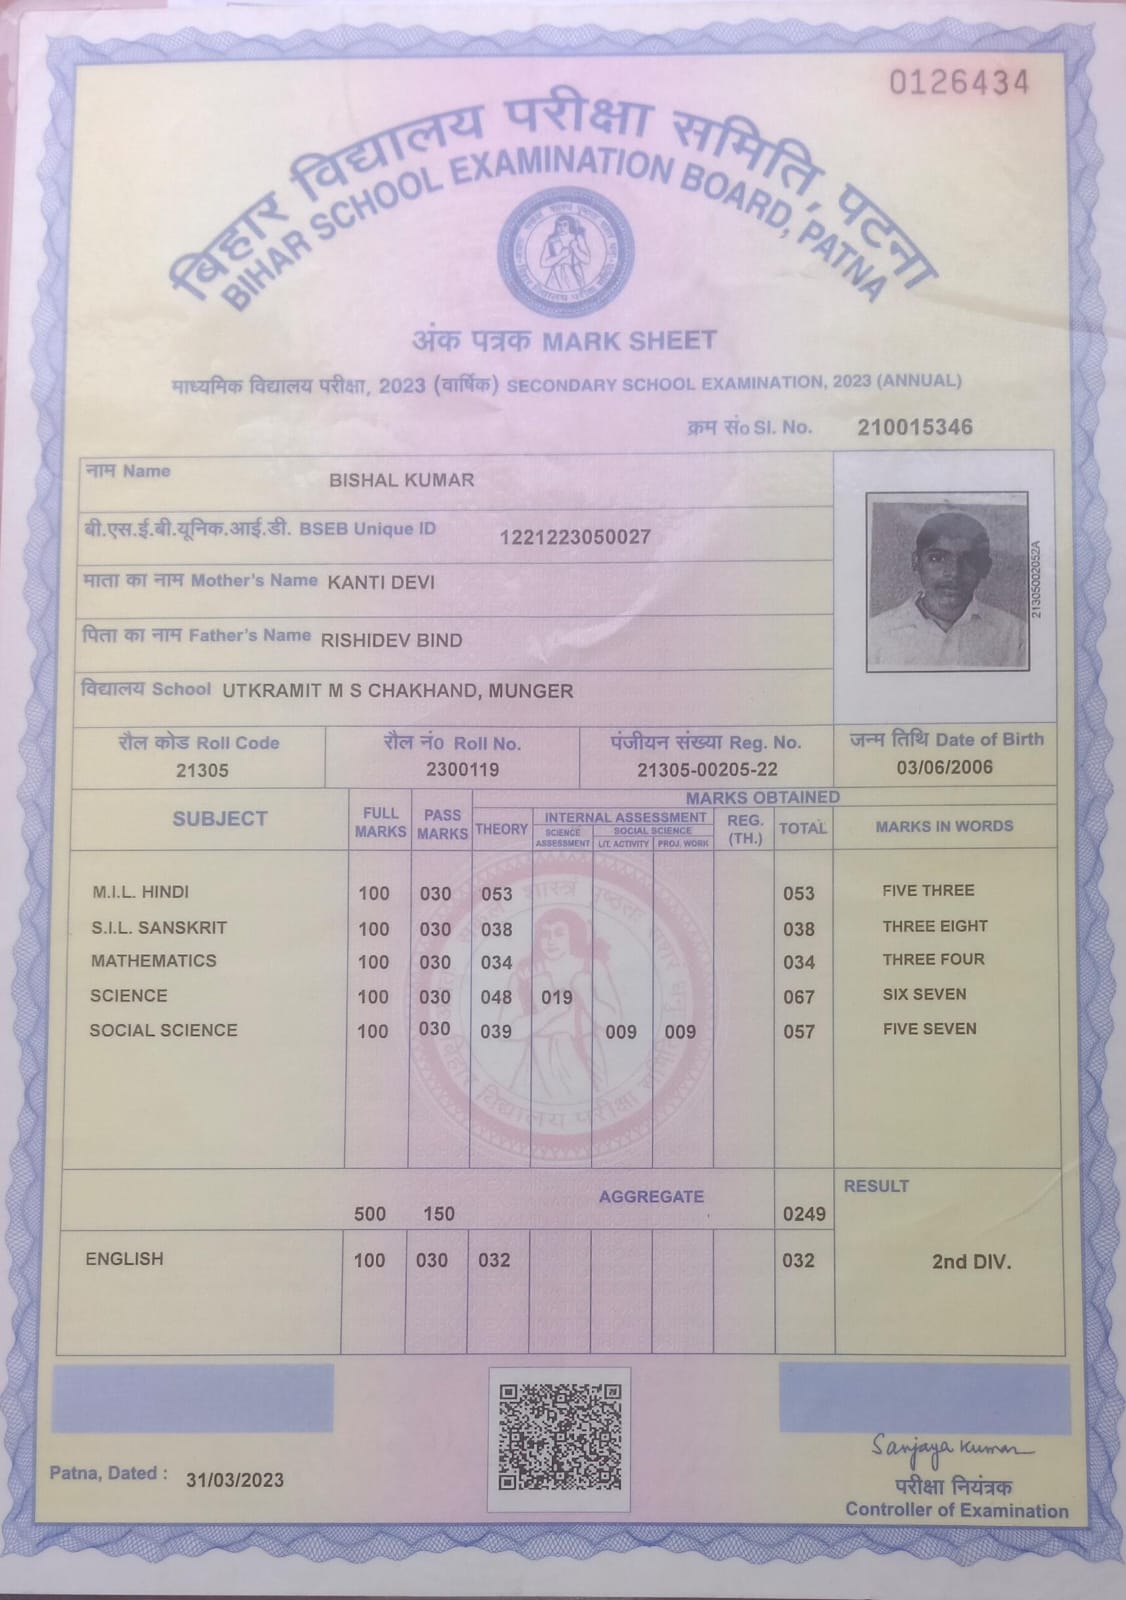 0126434
बिहार विद्यालय परीक्षा समिति, पटना
BIHAR SCHOOL EXAMINATION BOARD, PATNA
अंक पत्रक MARK SHEET
माध्यमिक विद्यालय परीक्षा, 2023 (वार्षिक) SECONDARY SCHOOL EXAMINATION, 2023 (ANNUAL)
क्रम सं० Sl. No. 210015346
नाम Name BISHAL KUMAR
बी.एस.ई.बी.यूनिक.आई.डी. BSEB Unique ID 1221223050027
माता का नाम Mother's Name KANTI DEVI
पिता का नाम Father's Name RISHIDEV BIND
विद्यालय School UTKRAMIT M S CHAKHAND, MUNGER
21305002052A
रौल कोड Roll Code रौल नं० Roll No. पंजीयन संख्या Reg. No. जन्म तिथि Date of Birth
21305 2300119 21305-00205-22 03/06/2006
SUBJECT FULL MARKS PASS MARKS MARKS OBTAINED
THEORY INTERNAL ASSESSMENT REG. (TH.) TOTAL MARKS IN WORDS
SCIENCE ASSESSMENT SOCIAL SCIENCE
LIT. ACTIVITY PROJ. WORK
M.I.L. HINDI 100 030 053 053 FIVE THREE
S.I.L. SANSKRIT 100 030 038 038 THREE EIGHT
MATHEMATICS 100 030 034 034 THREE FOUR
SCIENCE 100 030 048 019 067 SIX SEVEN
SOCIAL SCIENCE 100 030 039 009 009 057 FIVE SEVEN
बिहार विद्यालय परीक्षा समिति
AGGREGATE RESULT
500 150 0249
ENGLISH 100 030 032 032 2nd DIV.
Patna, Dated : 31/03/2023
Sanjaya Kumar
परीक्षा नियंत्रक
Controller of Examination